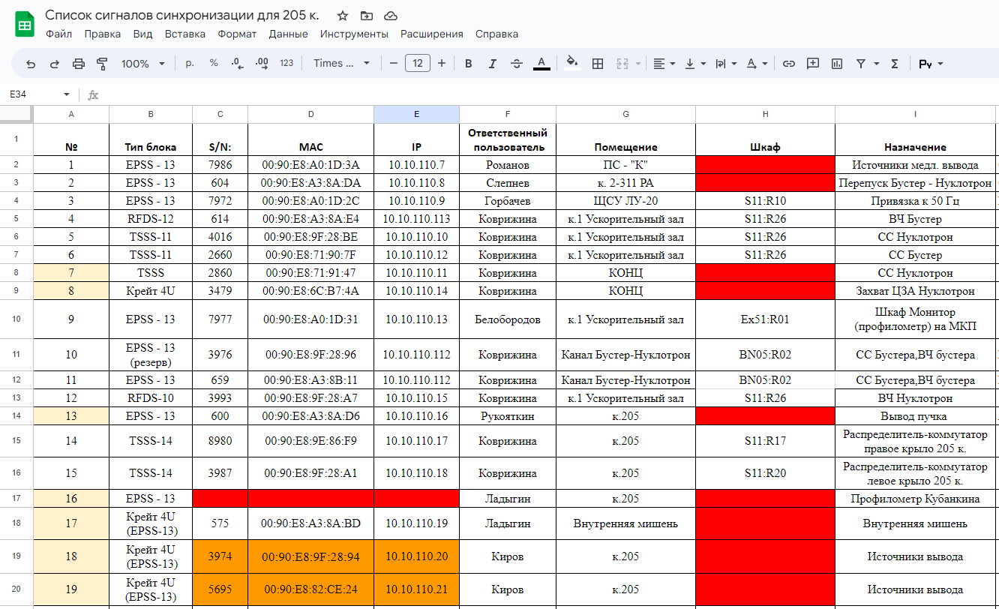 Список сигналов синхронизации для 205 к.
Файл Правка Вид Вставка Формат Данные Инструменты Расширения Справка
100% р. % .0 .00 123 Times ... − 12 + B I A Σ Py
E34 fx
A B C D E F G H I
1 № Тип блока S/N: MAC IP Ответственный пользователь Помещение Шкаф Назначение
2 1 EPSS - 13 7986 00:90:E8:A0:1D:3A 10.10.110.7 Романов ПС - "К" Источники медл. вывода
3 2 EPSS - 13 604 00:90:E8:A3:8A:DA 10.10.110.8 Слепнев к. 2-311 РА Перепуск Бустер - Нуклотрон
4 3 EPSS - 13 7972 00:90:E8:A0:1D:2C 10.10.110.9 Горбачев ЩСУ ЛУ-20 S11:R10 Привязка к 50 Гц
5 4 RFDS-12 614 00:90:E8:A3:8A:E4 10.10.110.113 Коврижина к.1 Ускорительный зал S11:R26 ВЧ Бустер
6 5 TSSS-11 4016 00:90:E8:9F:28:BE 10.10.110.10 Коврижина к.1 Ускорительный зал S11:R26 СС Нуклотрон
7 6 TSSS-11 2660 00:90:E8:71:90:7F 10.10.110.12 Коврижина к.1 Ускорительный зал S11:R26 СС Бустер
8 7 TSSS 2860 00:90:E8:71:91:47 10.10.110.11 Коврижина КОНЦ СС Нуклотрон
9 8 Крейт 4U 3479 00:90:E8:6C:B7:4A 10.10.110.14 Коврижина КОНЦ Захват ЦЗА Нуклотрон
10 9 EPSS - 13 7977 00:90:E8:A0:1D:31 10.10.110.13 Белобородов к.1 Ускорительный зал Ex51:R01 Шкаф Монитор (профилометр) на МКП
11 10 EPSS - 13 (резерв) 3976 00:90:E8:9F:28:96 10.10.110.112 Коврижина Канал Бустер-Нуклотрон BN05:R02 СС Бустера,ВЧ бустера
12 11 EPSS - 13 659 00:90:E8:A3:8B:11 10.10.110.112 Коврижина Канал Бустер-Нуклотрон BN05:R02 СС Бустера,ВЧ бустера
13 12 RFDS-10 3993 00:90:E8:9F:28:A7 10.10.110.15 Коврижина к.1 Ускорительный зал S11:R26 ВЧ Нуклотрон
14 13 EPSS - 13 600 00:90:E8:A3:8A:D6 10.10.110.16 Рукояткин к.205 Вывод пучка
15 14 TSSS-14 8980 00:90:E8:9E:86:F9 10.10.110.17 Коврижина к.205 S11:R17 Распределитель-коммутатор правое крыло 205 к.
16 15 TSSS-14 3987 00:90:E8:9F:28:A1 10.10.110.18 Коврижина к.205 S11:R20 Распределитель-коммутатор левое крыло 205 к.
17 16 EPSS - 13 Ладыгин к.205 Профилометр Кубанкина
18 17 Крейт 4U (EPSS-13) 575 00:90:E8:A3:8A:BD 10.10.110.19 Ладыгин Внутренняя мишень Внутренняя мишень
19 18 Крейт 4U (EPSS-13) 3974 00:90:E8:9F:28:94 10.10.110.20 Киров к.205 Источники вывода
20 19 Крейт 4U (EPSS-13) 5695 00:90:E8:82:CE:24 10.10.110.21 Киров к.205 Источники вывода